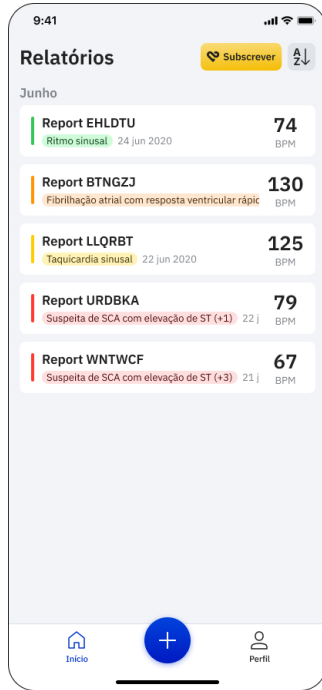 9:41
Relatórios
Subscrever
AZ
Junho
Report EHLDTU
74
Ritmo sinusal 24 jun 2020
BPM
Report BTNGZJ
130
Fibrilhação atrial com resposta ventricular rápic
BPM
Report LLQRBT
125
Taquicardia sinusal 22 jun 2020
BPM
Report URDBKA
79
Suspeita de SCA com elevação de ST (+1) 22 j
BPM
Report WNTWCF
67
Suspeita de SCA com elevação de ST (+3) 21 j
BPM
Início
Perfil